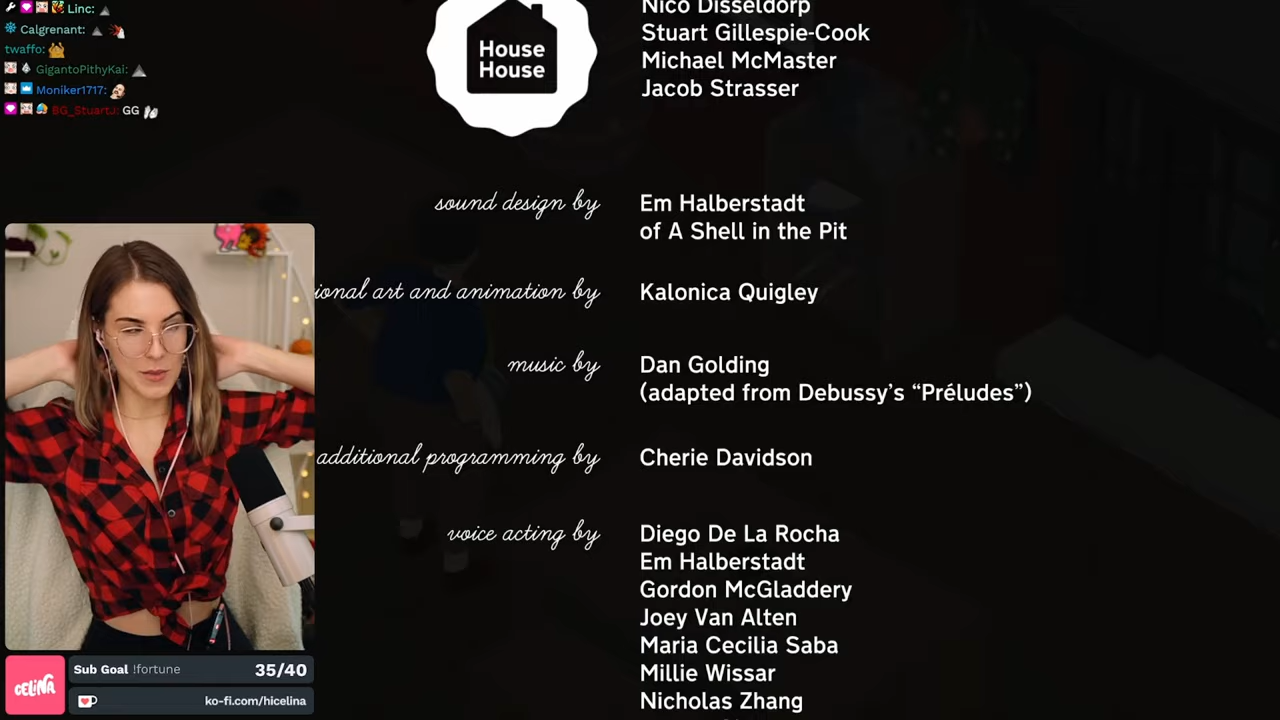 Linc:
Calgrenant:
twaffo:
GigantoPithyKai:
Moniker1717:
BG_StuartJ: GG
House
House
Nico Disseldorp
Stuart Gillespie-Cook
Michael McMaster
Jacob Strasser
sound design by
Em Halberstadt
of A Shell in the Pit
ional art and animation by
Kalonica Quigley
music by
Dan Golding
(adapted from Debussy's “Préludes”)
additional programming by
Cherie Davidson
voice acting by
Diego De La Rocha
Em Halberstadt
Gordon McGladdery
Joey Van Alten
Maria Cecilia Saba
Millie Wissar
Nicholas Zhang
CELINA
Sub Goal !fortune 35/40
ko-fi.com/hicelina